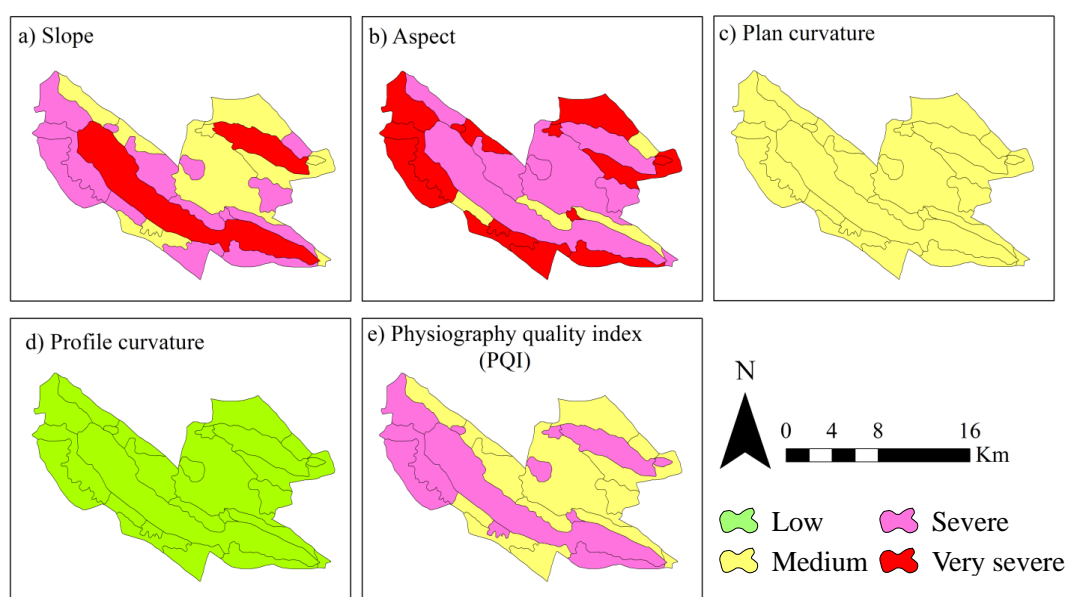 a) Slope
b) Aspect
c) Plan curvature
d) Profile curvature
e) Physiography quality index
(PQI)
N
0 4 8 16
Km
Low
Severe
Medium
Very severe